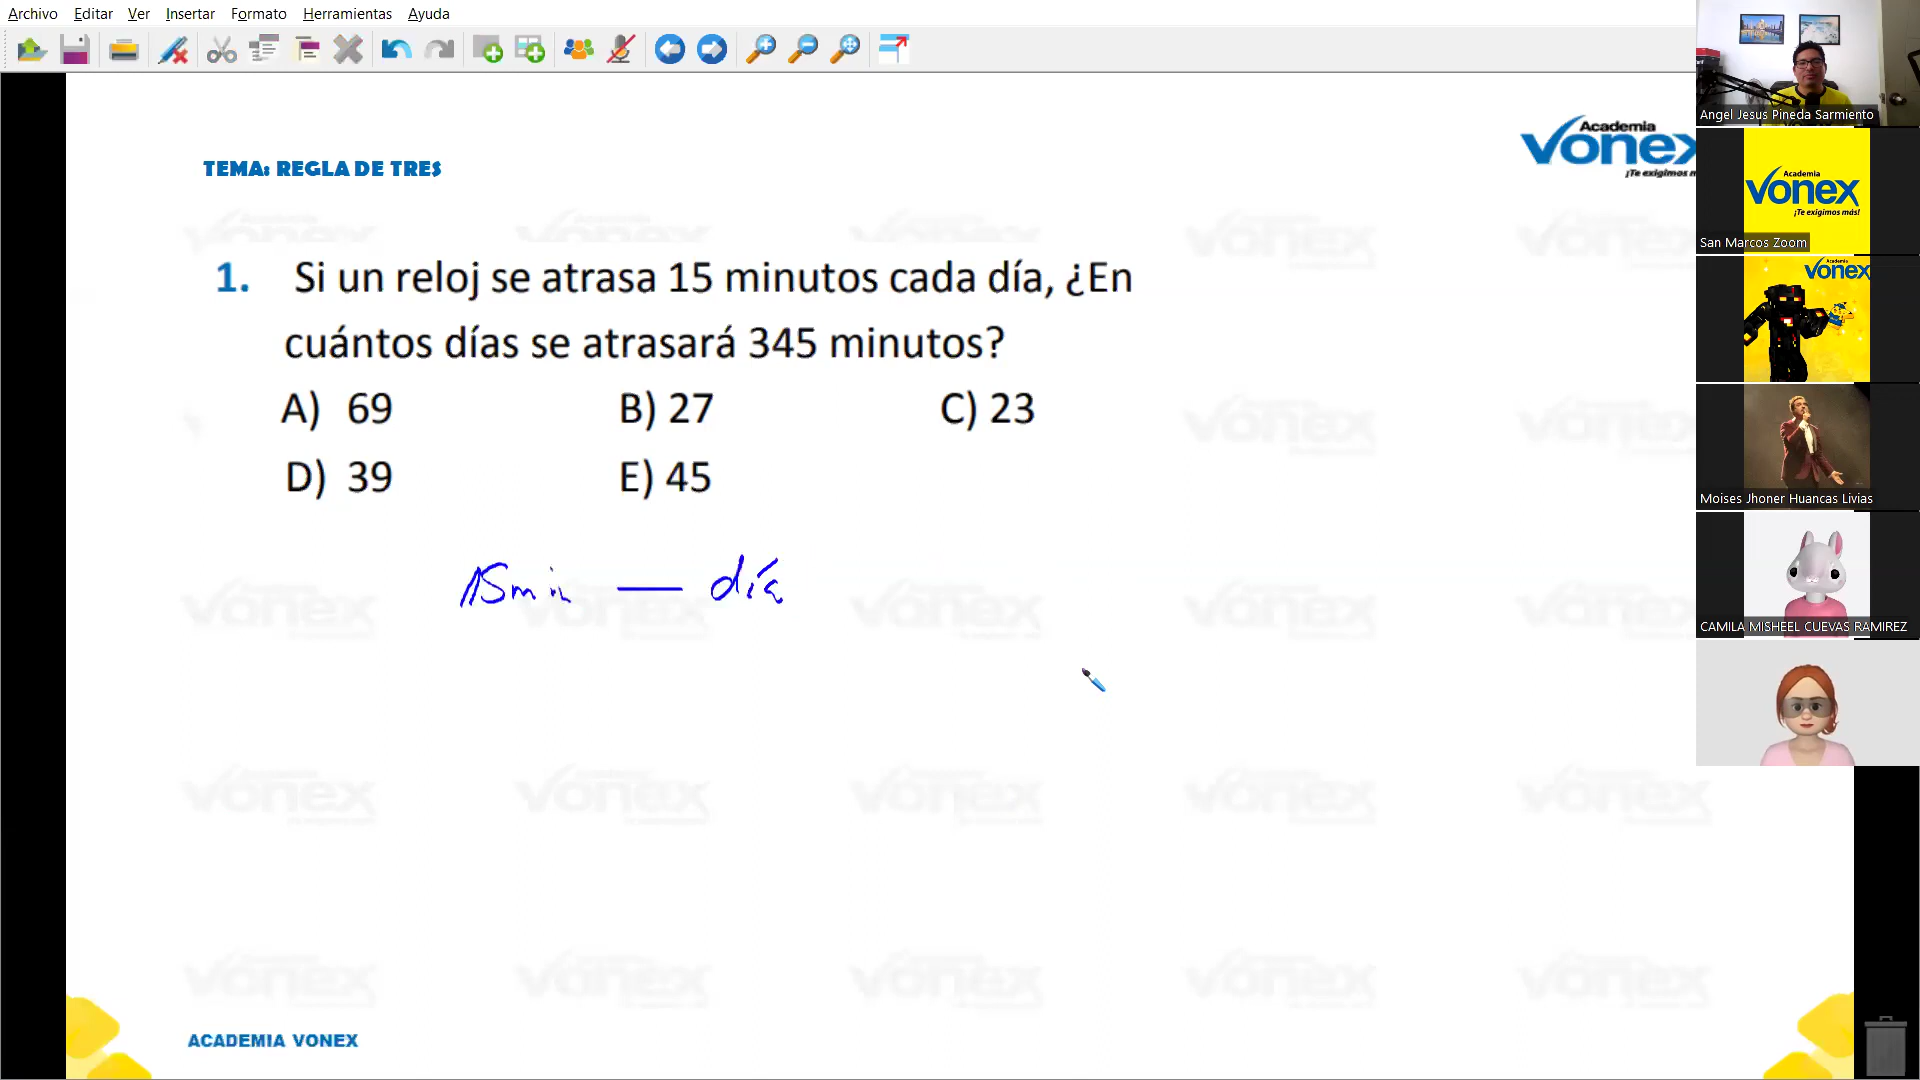 Archivo Editar Ver Insertar Formato Herramientas Ayuda
TEMA: REGLA DE TRES
Academia
Vonex
1. Si un reloj se atrasa 15 minutos cada día, ¿En
cuántos días se atrasará 345 minutos?
A) 69 B) 27 C) 23
D) 39 E) 45
15min — día
ACADEMIA VONEX
Angel Jesus Pineda Sarmiento
Academia
Vonex
¡Te exigimos más!
San Marcos Zoom
Academia
Vonex
Moises Jhoner Huancas Livias
CAMILA MISHEEL CUEVAS RAMIREZ